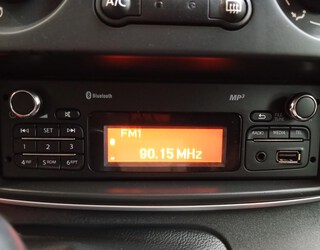 A/C
Bluetooth
MP3
SET
1 2 3
4 5 6
RADIO MEDIA
FM1
90.15 MHz